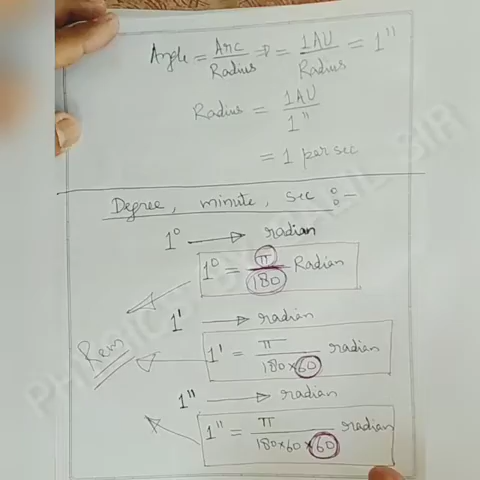 Angle = Arc / Radius ⇒ = 1AU / Radius = 1"
Radius = 1AU / 1"
= 1 per sec
Degree, minute, sec :-
1° → radian
1° = π / 180 Radian
1' → radian
Rem
1' = π / 180×60 radian
1" → radian
1" = π / 180×60×60 radian